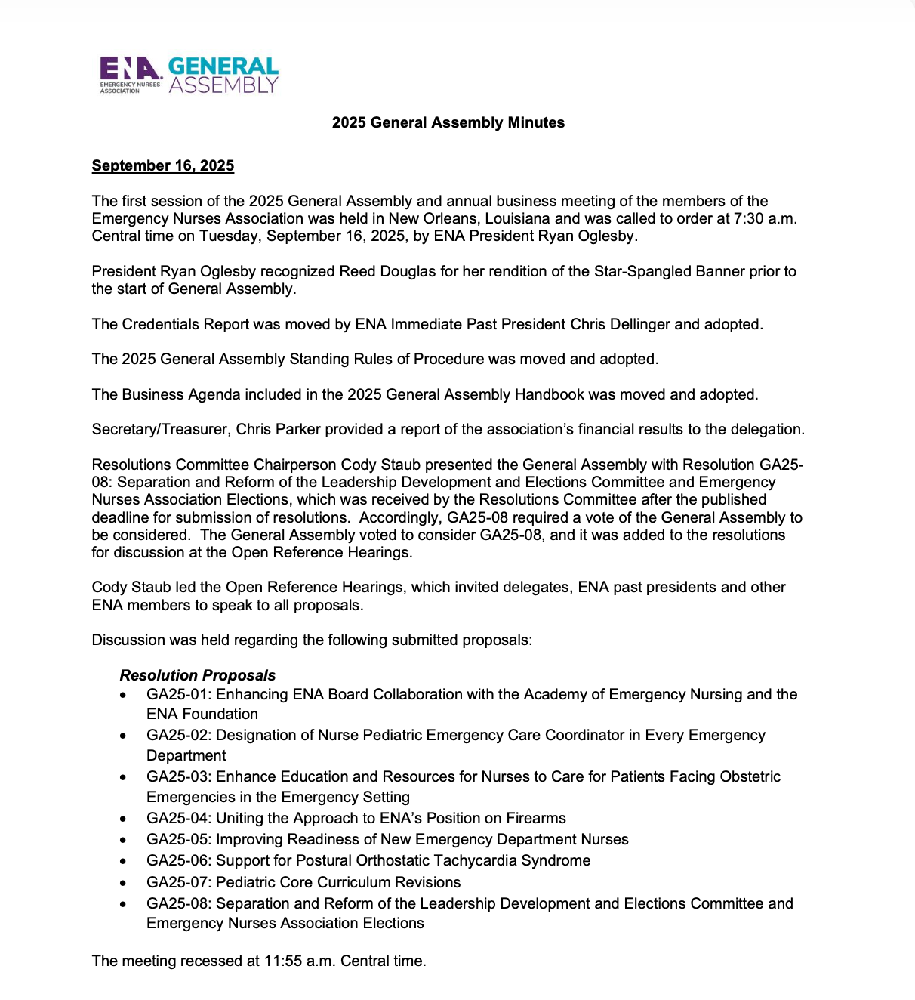 ENA. GENERAL
EMERGENCY NURSES
ASSOCIATION
ASSEMBLY
2025 General Assembly Minutes
September 16, 2025
The first session of the 2025 General Assembly and annual business meeting of the members of the
Emergency Nurses Association was held in New Orleans, Louisiana and was called to order at 7:30 a.m.
Central time on Tuesday, September 16, 2025, by ENA President Ryan Oglesby.
President Ryan Oglesby recognized Reed Douglas for her rendition of the Star-Spangled Banner prior to
the start of General Assembly.
The Credentials Report was moved by ENA Immediate Past President Chris Dellinger and adopted.
The 2025 General Assembly Standing Rules of Procedure was moved and adopted.
The Business Agenda included in the 2025 General Assembly Handbook was moved and adopted.
Secretary/Treasurer, Chris Parker provided a report of the association’s financial results to the delegation.
Resolutions Committee Chairperson Cody Staub presented the General Assembly with Resolution GA25-
08: Separation and Reform of the Leadership Development and Elections Committee and Emergency
Nurses Association Elections, which was received by the Resolutions Committee after the published
deadline for submission of resolutions.  Accordingly, GA25-08 required a vote of the General Assembly to
be considered.  The General Assembly voted to consider GA25-08, and it was added to the resolutions
for discussion at the Open Reference Hearings.
Cody Staub led the Open Reference Hearings, which invited delegates, ENA past presidents and other
ENA members to speak to all proposals.
Discussion was held regarding the following submitted proposals:
Resolution Proposals
• GA25-01: Enhancing ENA Board Collaboration with the Academy of Emergency Nursing and the
ENA Foundation
• GA25-02: Designation of Nurse Pediatric Emergency Care Coordinator in Every Emergency
Department
• GA25-03: Enhance Education and Resources for Nurses to Care for Patients Facing Obstetric
Emergencies in the Emergency Setting
• GA25-04: Uniting the Approach to ENA’s Position on Firearms
• GA25-05: Improving Readiness of New Emergency Department Nurses
• GA25-06: Support for Postural Orthostatic Tachycardia Syndrome
• GA25-07: Pediatric Core Curriculum Revisions
• GA25-08: Separation and Reform of the Leadership Development and Elections Committee and
Emergency Nurses Association Elections
The meeting recessed at 11:55 a.m. Central time.